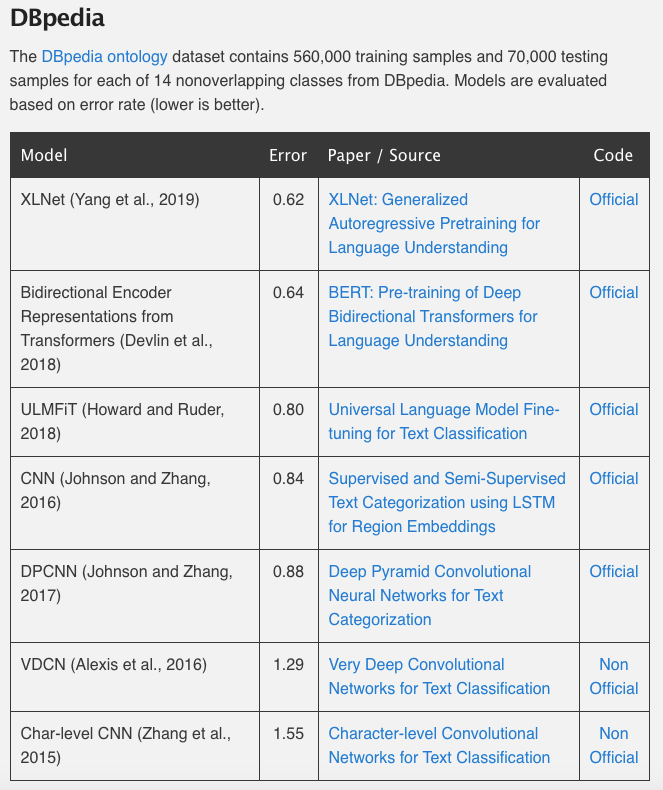 DBpedia
The DBpedia ontology dataset contains 560,000 training samples and 70,000 testing
samples for each of 14 nonoverlapping classes from DBpedia. Models are evaluated
based on error rate (lower is better).
Model Error Paper / Source Code
XLNet (Yang et al., 2019) 0.62 XLNet: Generalized Official
Autoregressive Pretraining for
Language Understanding
Bidirectional Encoder 0.64 BERT: Pre-training of Deep Official
Representations from Bidirectional Transformers for
Transformers (Devlin et al., Language Understanding
2018)
ULMFiT (Howard and Ruder, 0.80 Universal Language Model Fine- Official
2018) tuning for Text Classification
CNN (Johnson and Zhang, 0.84 Supervised and Semi-Supervised Official
2016) Text Categorization using LSTM
for Region Embeddings
DPCNN (Johnson and Zhang, 0.88 Deep Pyramid Convolutional Official
2017) Neural Networks for Text
Categorization
VDCN (Alexis et al., 2016) 1.29 Very Deep Convolutional Non
Networks for Text Classification Official
Char-level CNN (Zhang et al., 1.55 Character-level Convolutional Non
2015) Networks for Text Classification Official